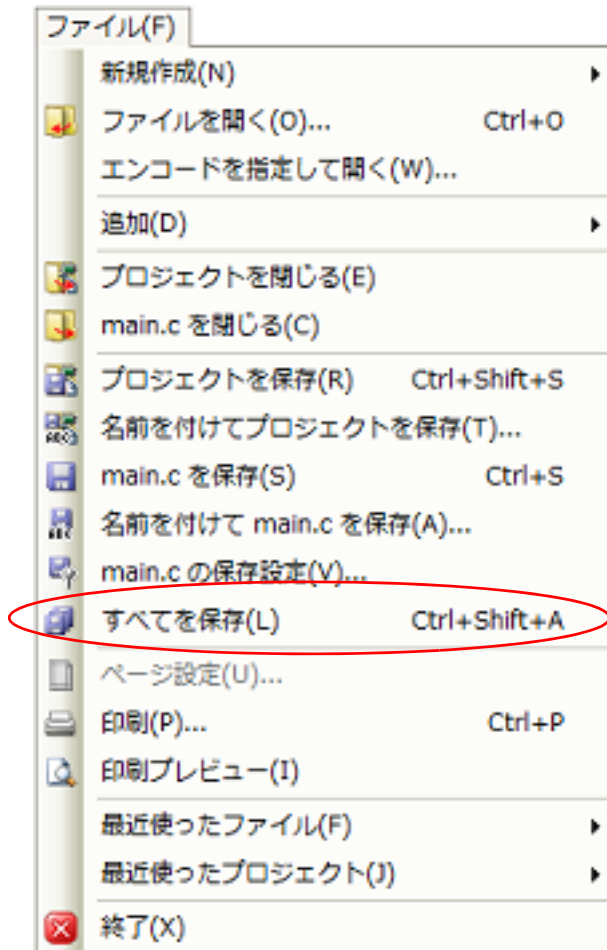 ファイル(F)
新規作成(N)
ファイルを開く(O)... Ctrl+O
エンコードを指定して開く(W)...
追加(D)
プロジェクトを閉じる(E)
main.c を閉じる(C)
プロジェクトを保存(R) Ctrl+Shift+S
名前を付けてプロジェクトを保存(T)...
main.c を保存(S) Ctrl+S
名前を付けて main.c を保存(A)...
main.c の保存設定(V)...
すべてを保存(L) Ctrl+Shift+A
ページ設定(U)...
印刷(P)... Ctrl+P
印刷プレビュー(I)
最近使ったファイル(F)
最近使ったプロジェクト(J)
終了(X)